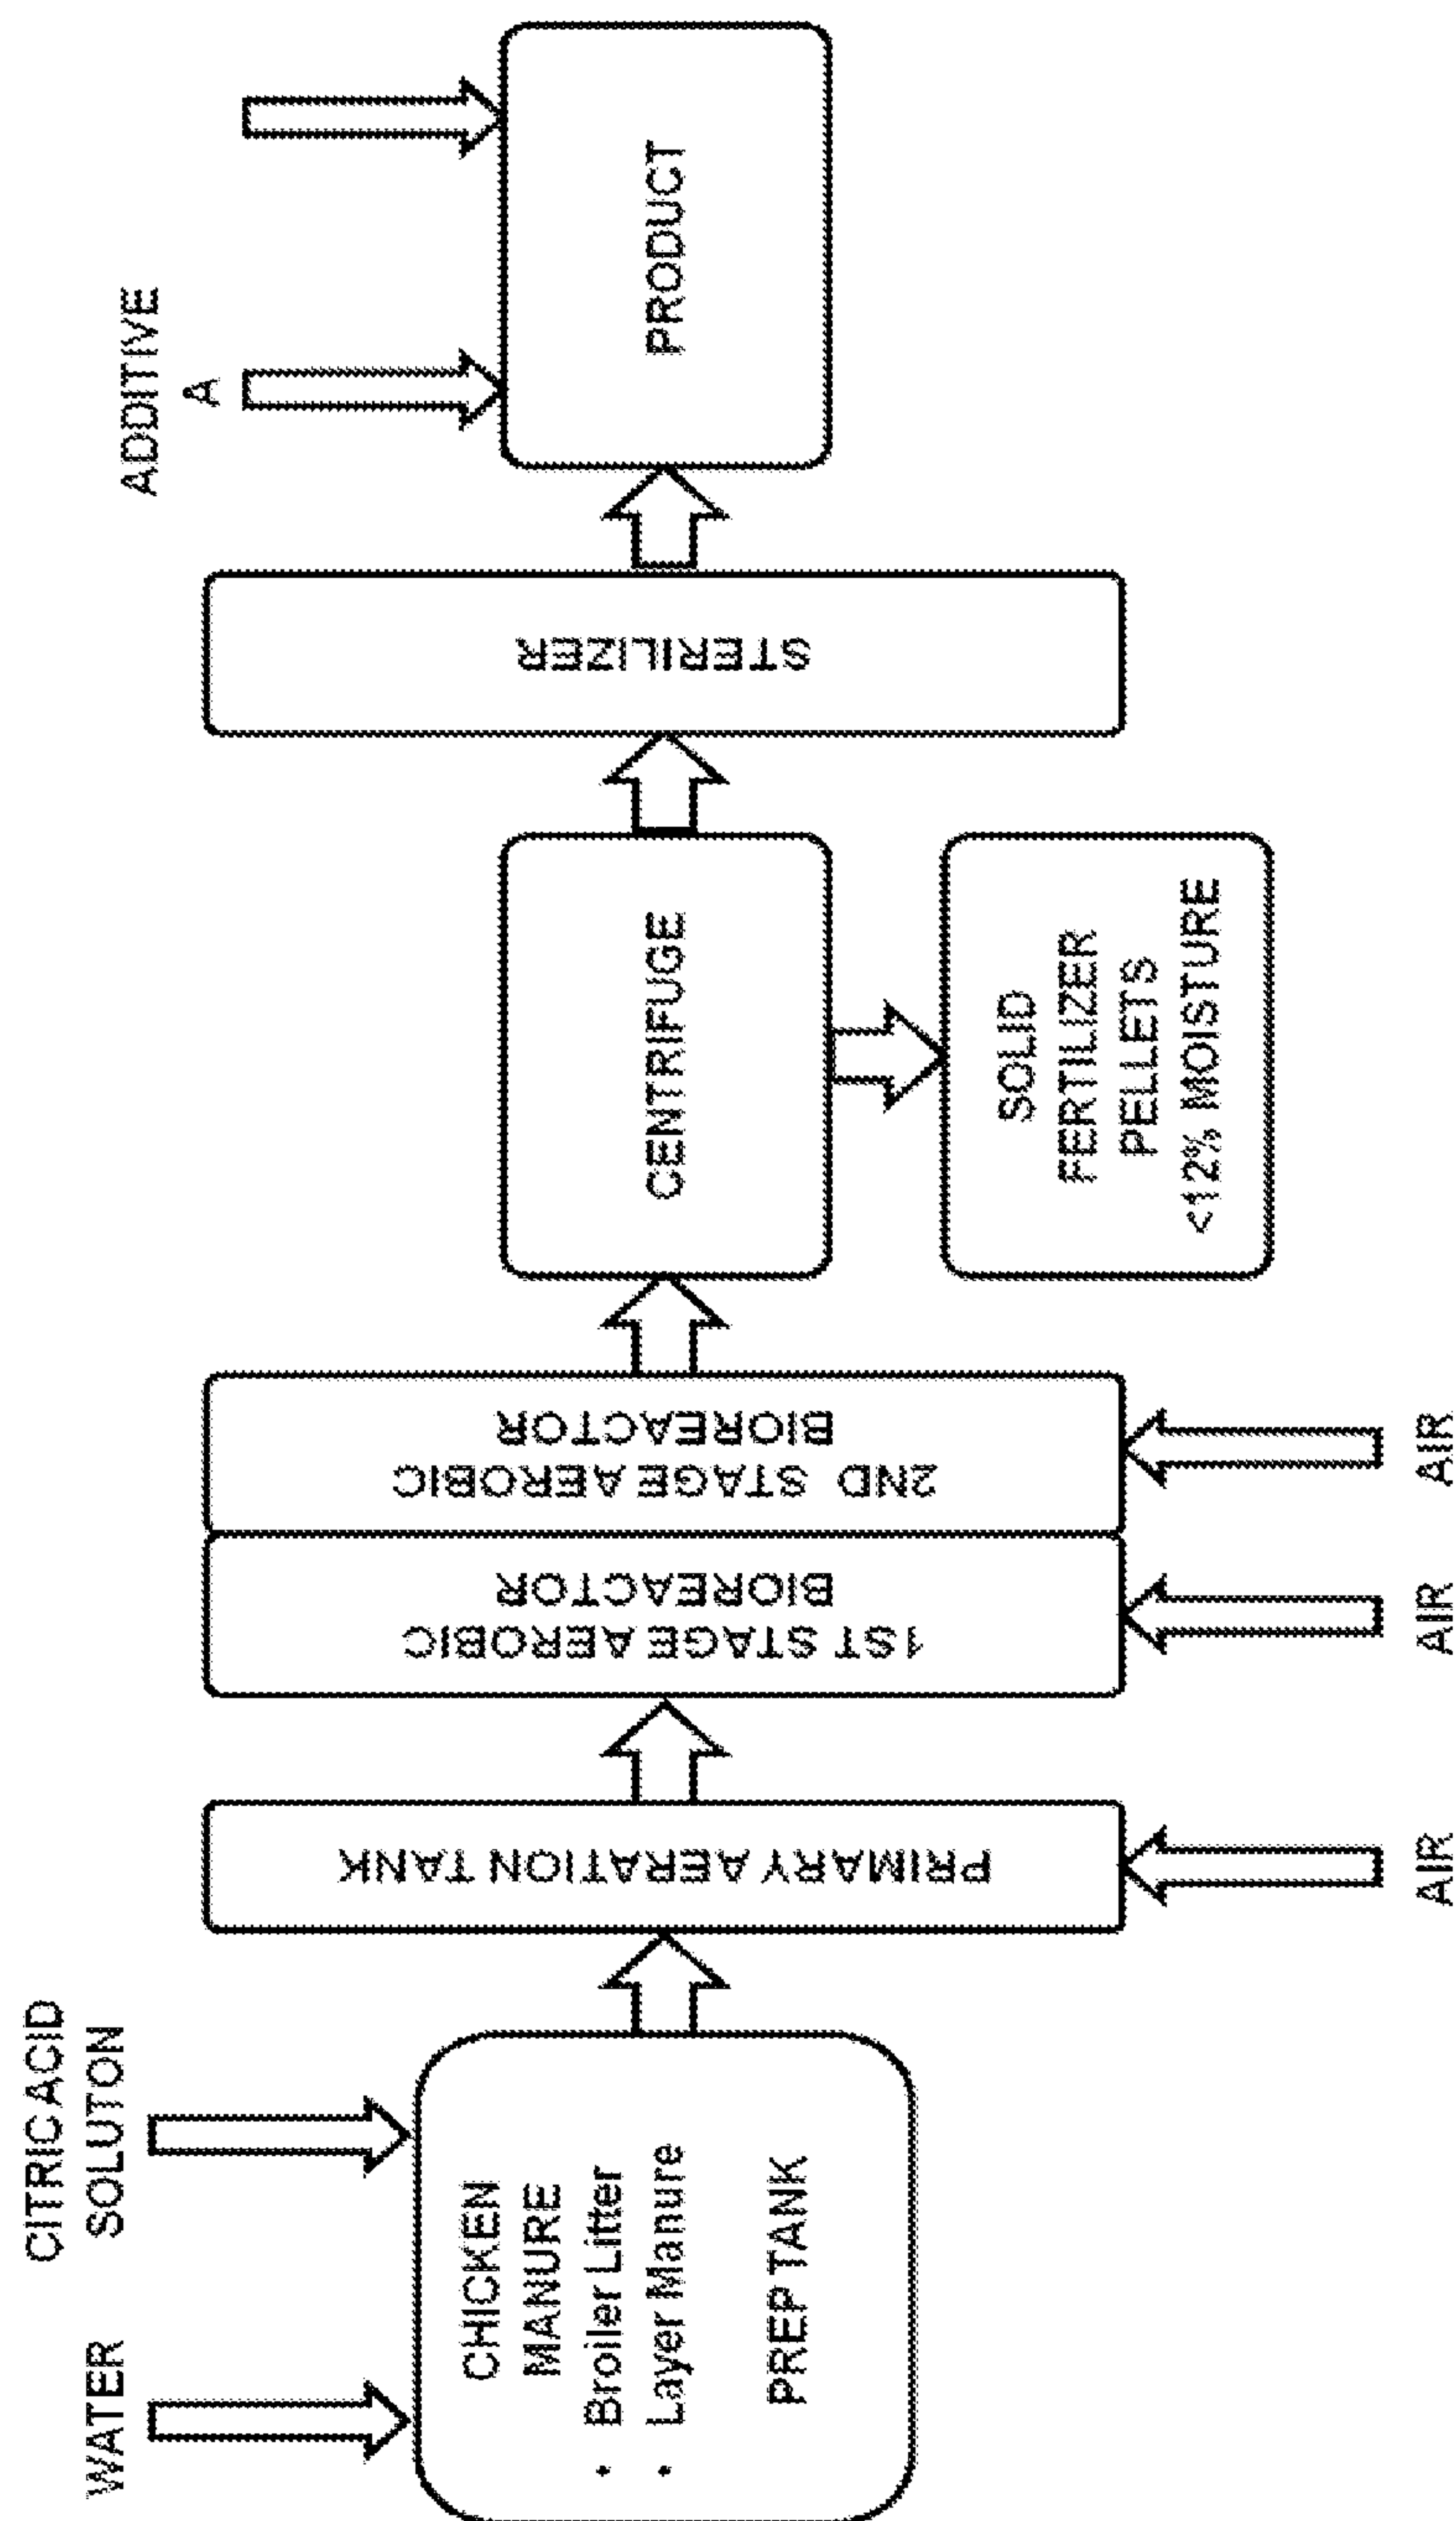 WATER
CITRIC ACID
SOLUTON
CHICKEN
MANURE
• Broiler Litter
• Layer Manure
PREP TANK
PRIMARY AERATION TANK
AIR
1ST STAGE AEROBIC
BIOREACTOR
AIR
2ND STAGE AEROBIC
BIOREACTOR
AIR
CENTRIFUGE
SOLID
FERTILIZER
PELLETS
<12% MOISTURE
STERILIZER
ADDITIVE
A
PRODUCT